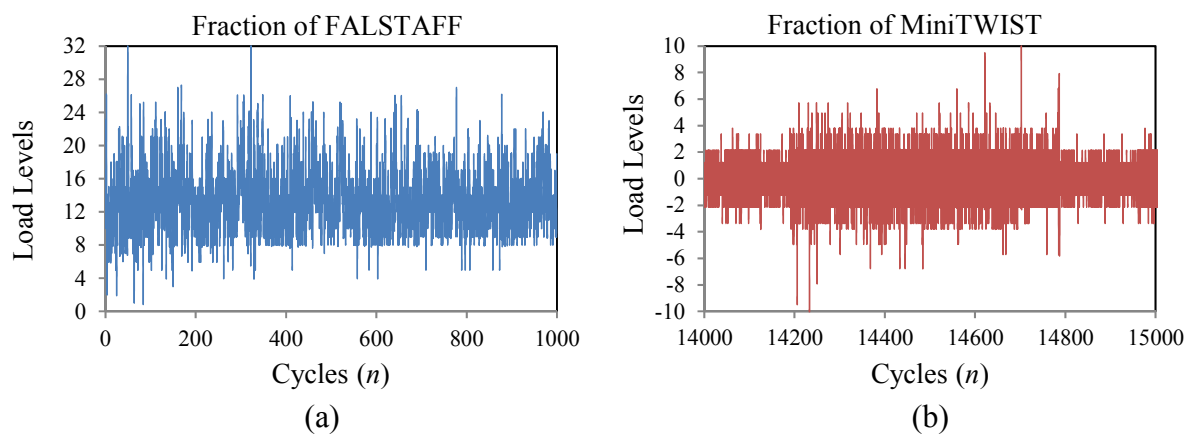 Fraction of FALSTAFF
32
28
24
20
16
12
8
4
0
Load Levels
0 200 400 600 800 1000
Cycles (n)
(a)
Fraction of MiniTWIST
10
8
6
4
2
0
-2
-4
-6
-8
-10
Load Levels
14000 14200 14400 14600 14800 15000
Cycles (n)
(b)